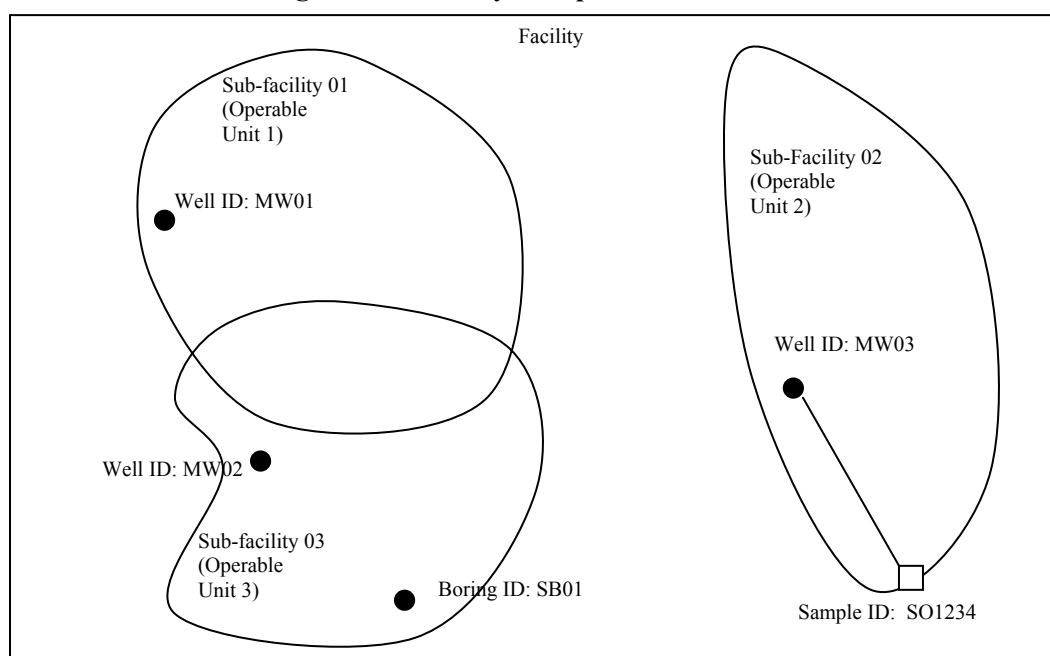 Facility
Sub-facility 01
(Operable
Unit 1)
Well ID: MW01
Sub-Facility 02
(Operable
Unit 2)
Well ID: MW03
Well ID: MW02
Sub-facility 03
(Operable
Unit 3)
Boring ID: SB01
Sample ID: SO1234